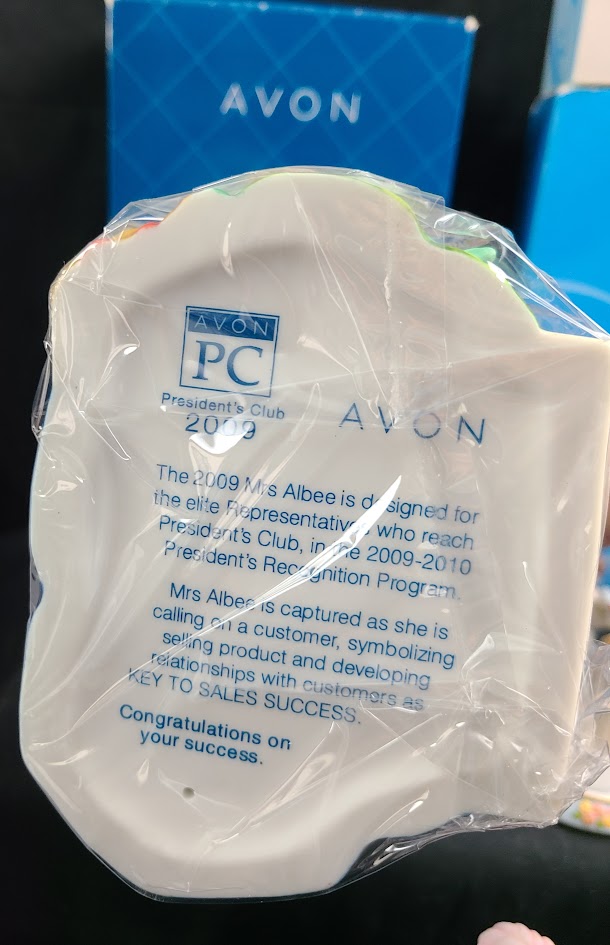 AVON
AVON
PC
President's Club
2009
AVON
The 2009 Mrs Albee is designed for
the elite Representatives who reach
President's Club, in the 2009-2010
President's Recognition Program.
Mrs Albee is captured as she is
calling on a customer, symbolizing
selling product and developing
relationships with customers as
KEY TO SALES SUCCESS.
Congratulations on
your success.